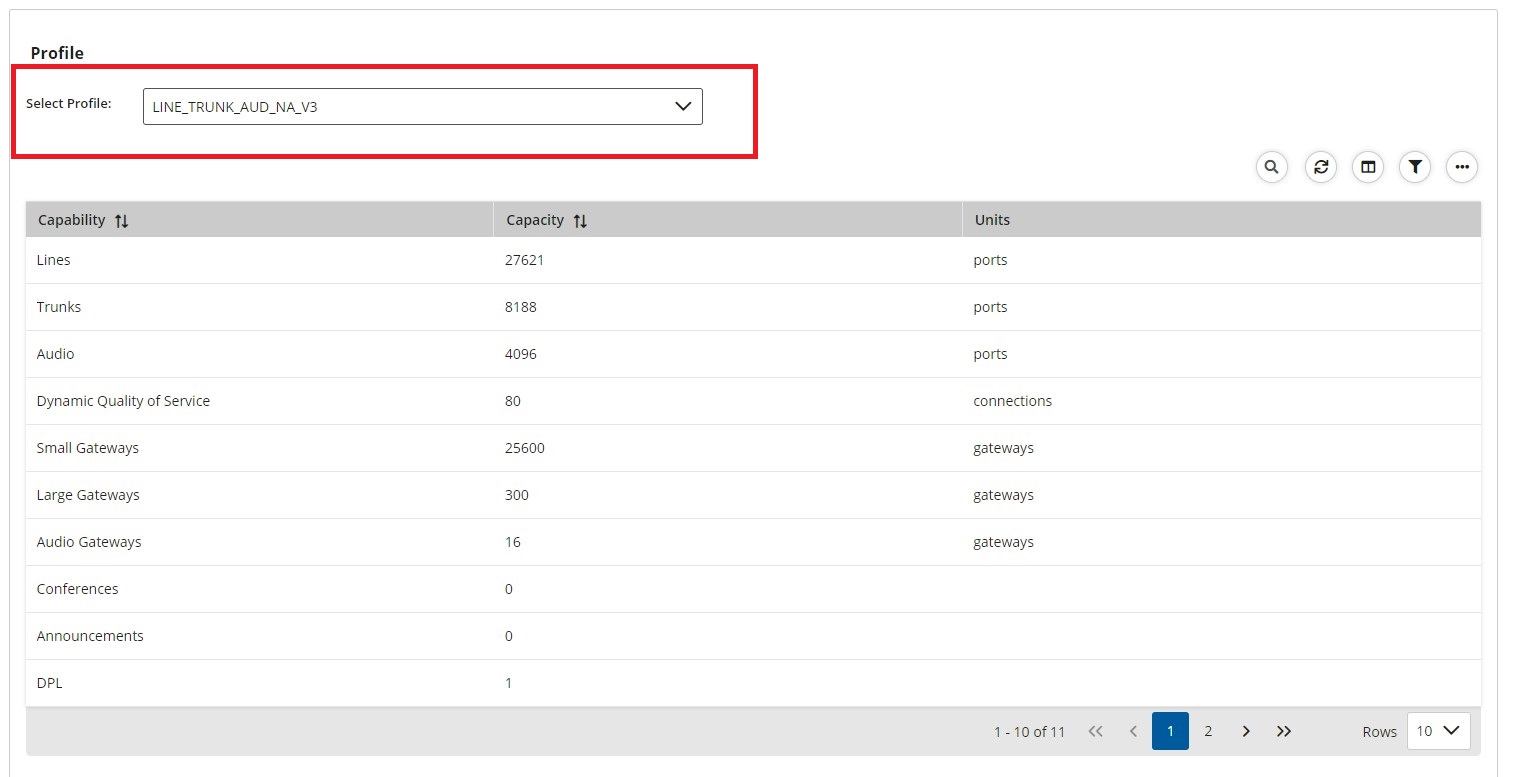 Profile
Select Profile: LINE_TRUNK_AUD_NA_V3
Capability Capacity Units
Lines 27621 ports
Trunks 8188 ports
Audio 4096 ports
Dynamic Quality of Service 80 connections
Small Gateways 25600 gateways
Large Gateways 300 gateways
Audio Gateways 16 gateways
Conferences 0
Announcements 0
DPL 1
1 - 10 of 11 1 2 Rows 10